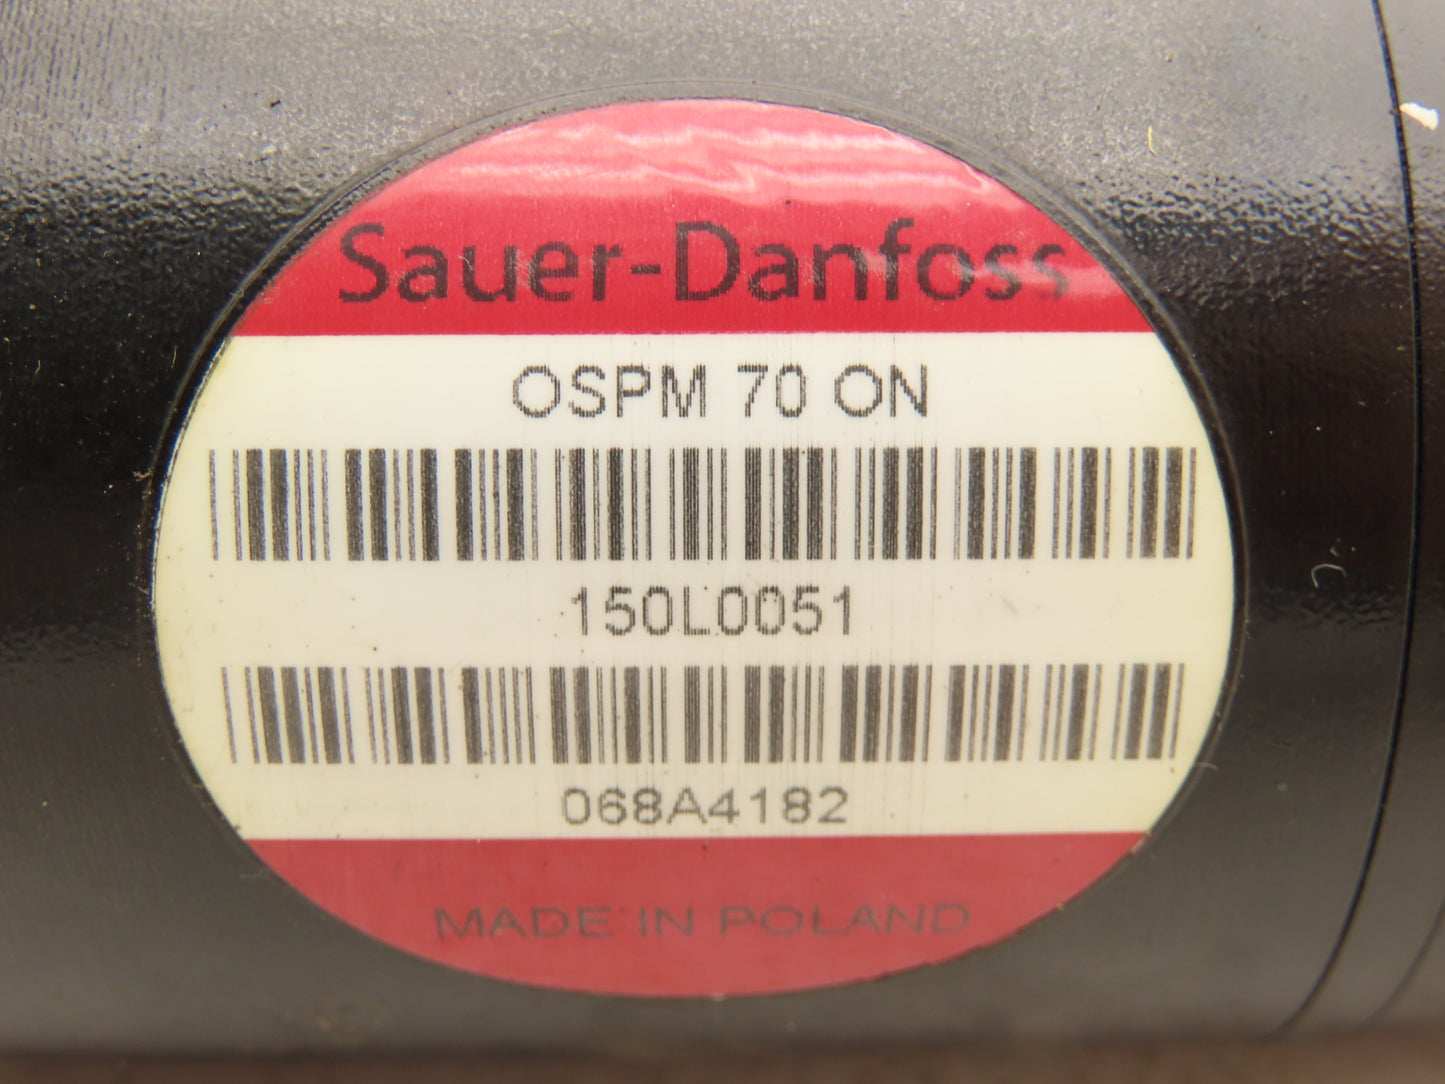 Sauer-Danfoss
OSPM 70 ON
150L0051
068A4182
MADE IN POLAND